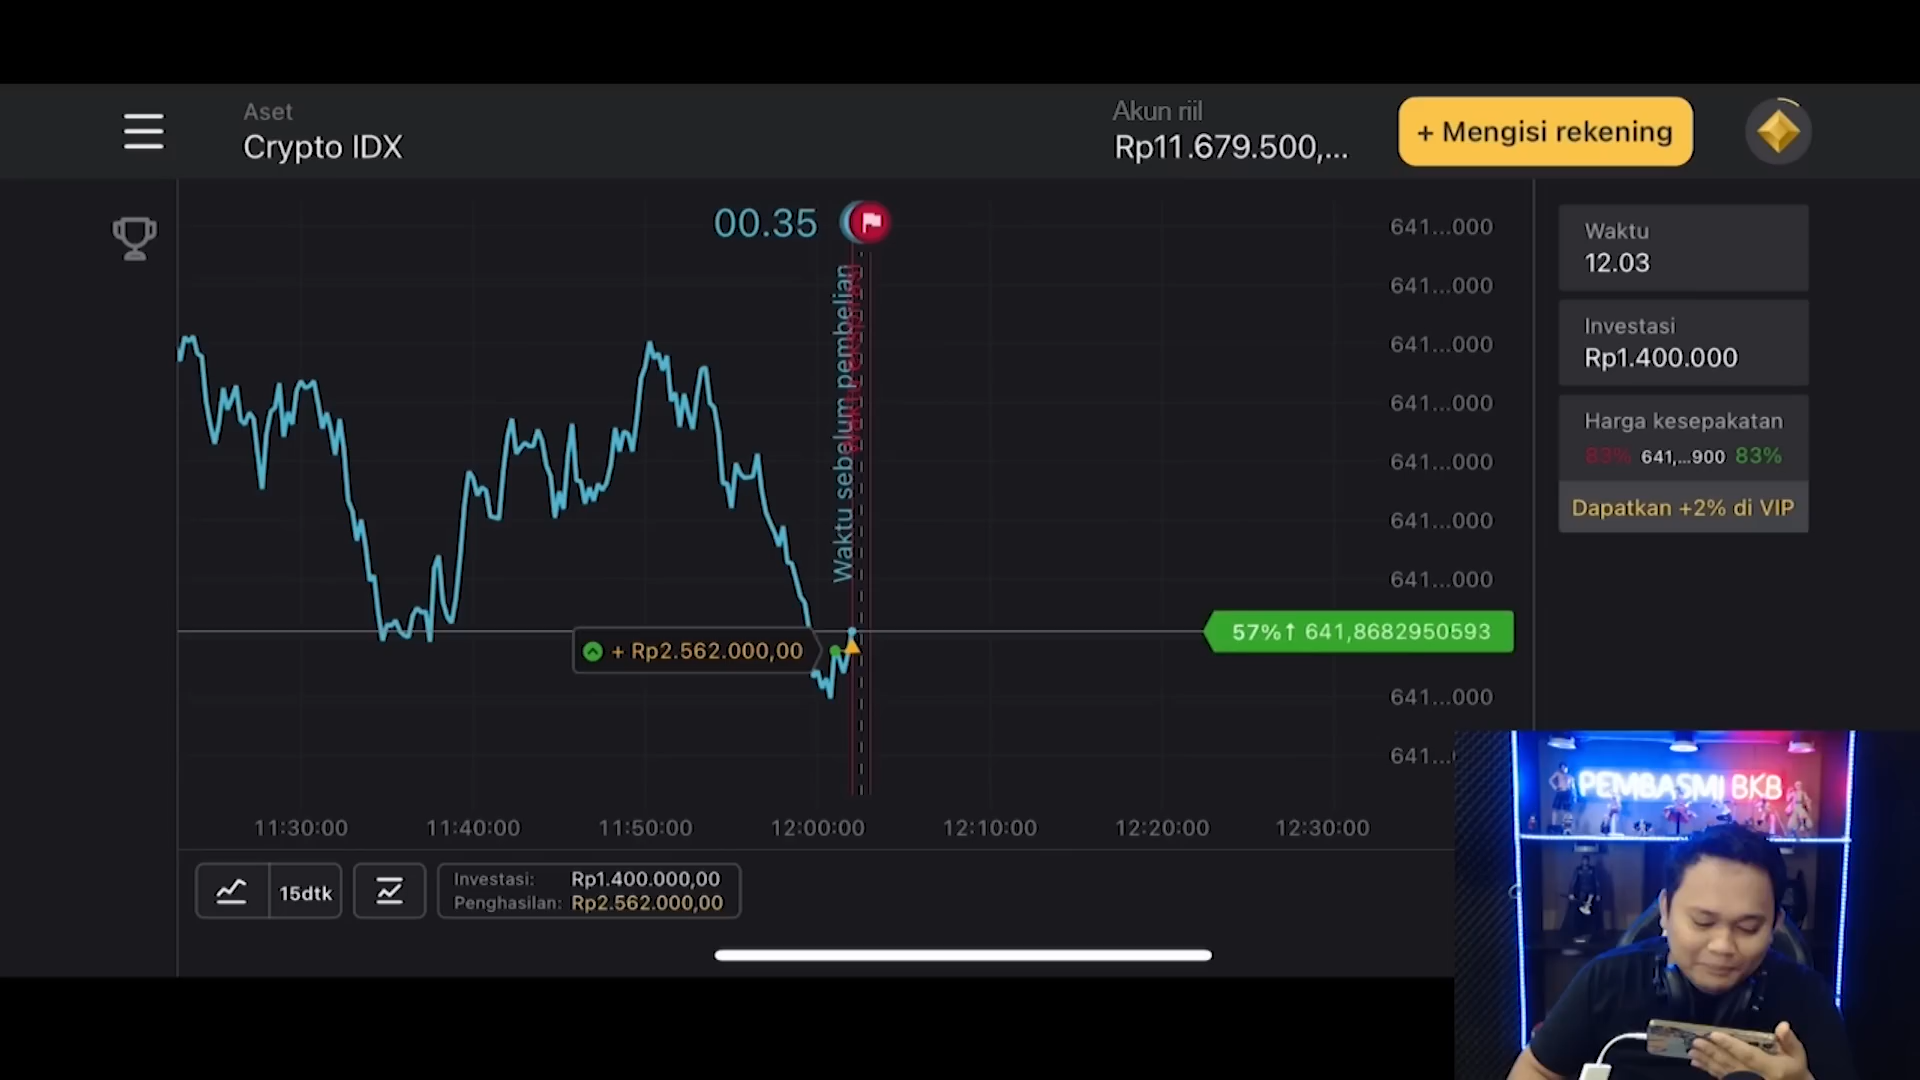 Aset
Crypto IDX
Akun riil
Rp11.679.500,...
+ Mengisi rekening
00.35
Waktu sebelum pembelian
641...000
641...000
641...000
641...000
641...000
641...000
641...000
57%↑ 641,8682950593
641...000
641...
+ Rp2.562.000,00
Waktu
12.03
Investasi
Rp1.400.000
Harga kesepakatan
83% 641,...900 83%
Dapatkan +2% di VIP
11:30:00 11:40:00 11:50:00 12:00:00 12:10:00 12:20:00 12:30:00
15dtk
Investasi: Rp1.400.000,00
Penghasilan: Rp2.562.000,00
PEMBASMI BKB